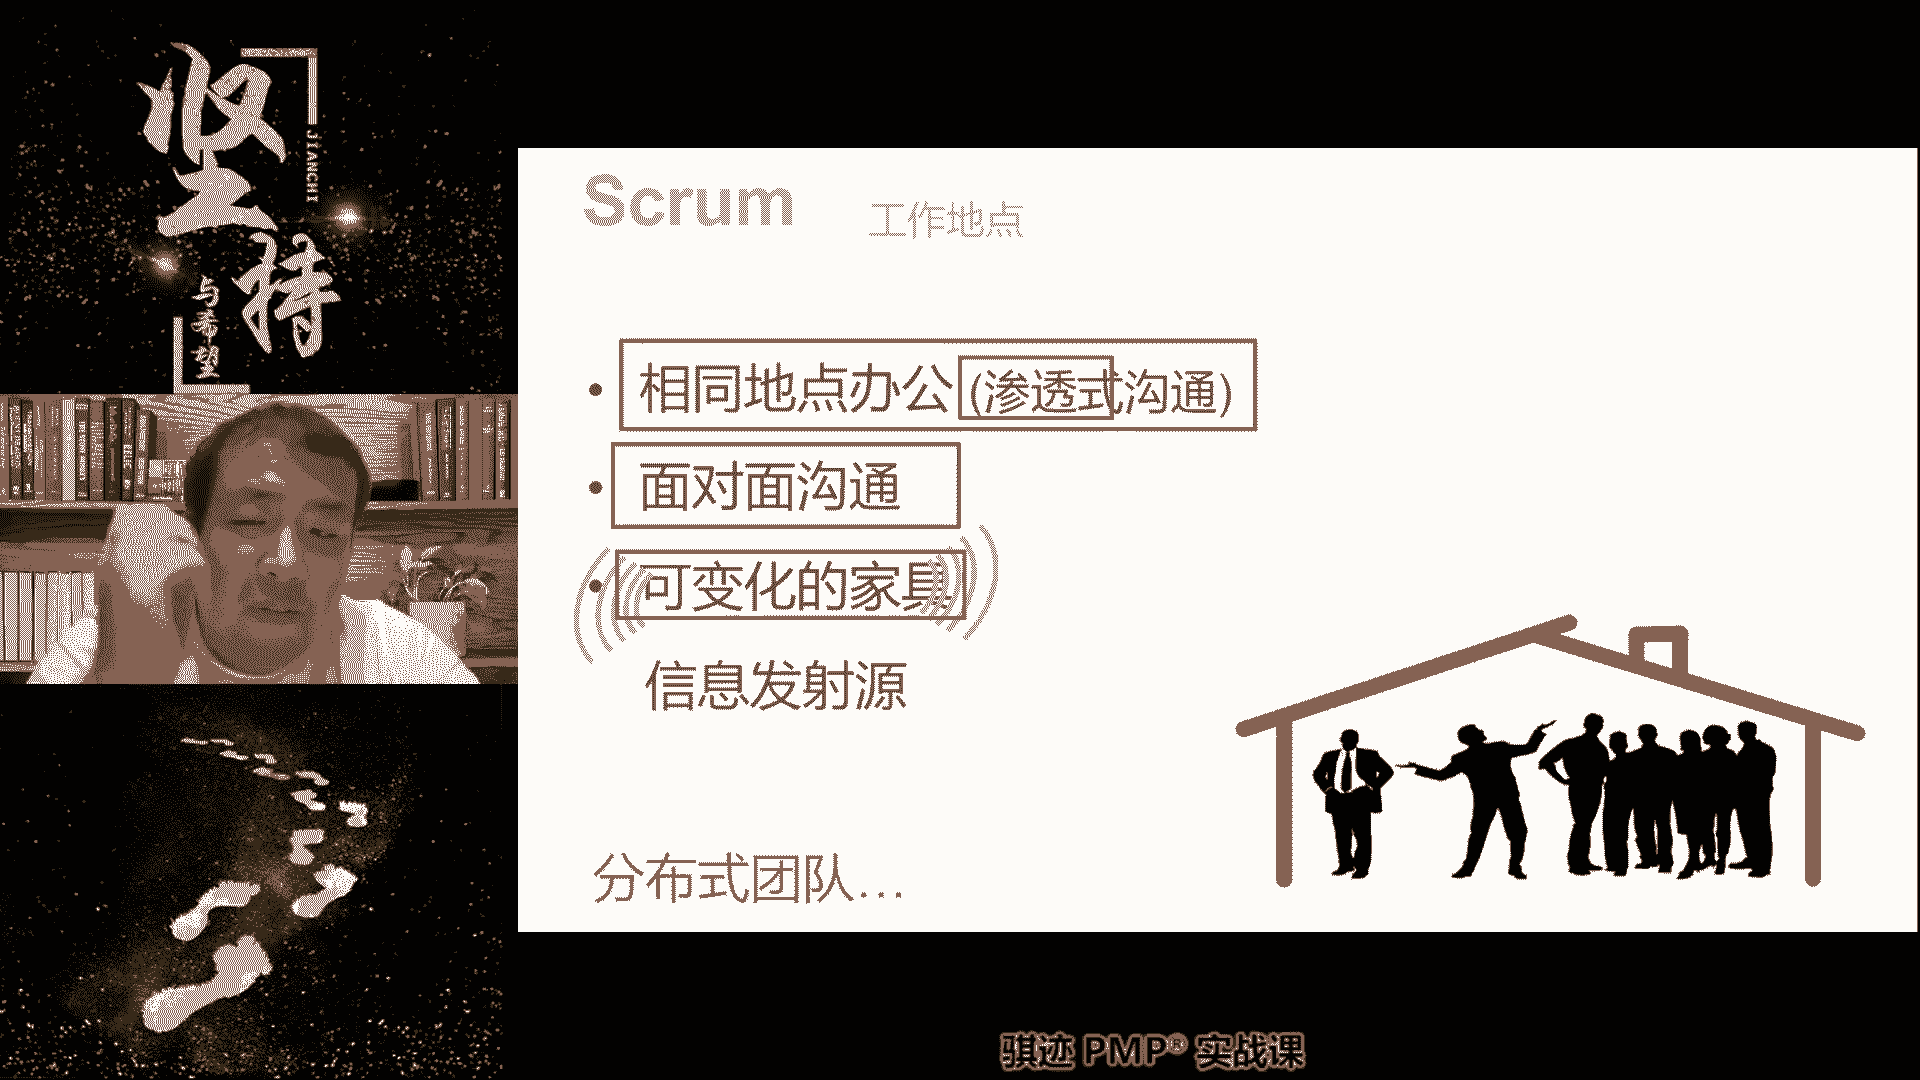 坚持
JIANCHI
与希望
Scrum 工作地点
• 相同地点办公(渗透式沟通)
• 面对面沟通
• 可变化的家具
信息发射源
分布式团队…
骐迹 PMP® 实战课